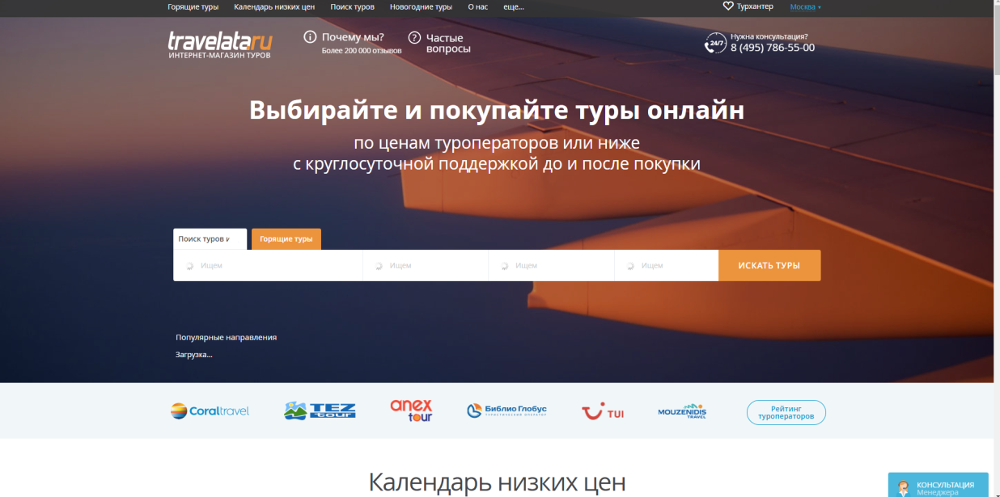 Горящие туры Календарь низких цен Поиск туров Новогодние туры О нас еще... Турхантер Москва
travelata.ru
ИНТЕРНЕТ-МАГАЗИН ТУРОВ
Почему мы?
Более 200 000 отзывов
Частые
вопросы
24/7
Нужна консультация?
8 (495) 786-55-00
Выбирайте и покупайте туры онлайн
по ценам туроператоров или ниже
с круглосуточной поддержкой до и после покупки
Поиск туров и Горящие туры
Ищем Ищем Ищем Ищем ИСКАТЬ ТУРЫ
Популярные направления
Загрузка...
Coraltravel
TEZ
TOUR
anex
tour
Библио Глобус
ТУРИСТИЧЕСКИЙ ОПЕРАТОР
TUI
MOUZENIDIS
TRAVEL
Рейтинг
туроператоров
Календарь низких цен
КОНСУЛЬТАЦИЯ
Менеджера